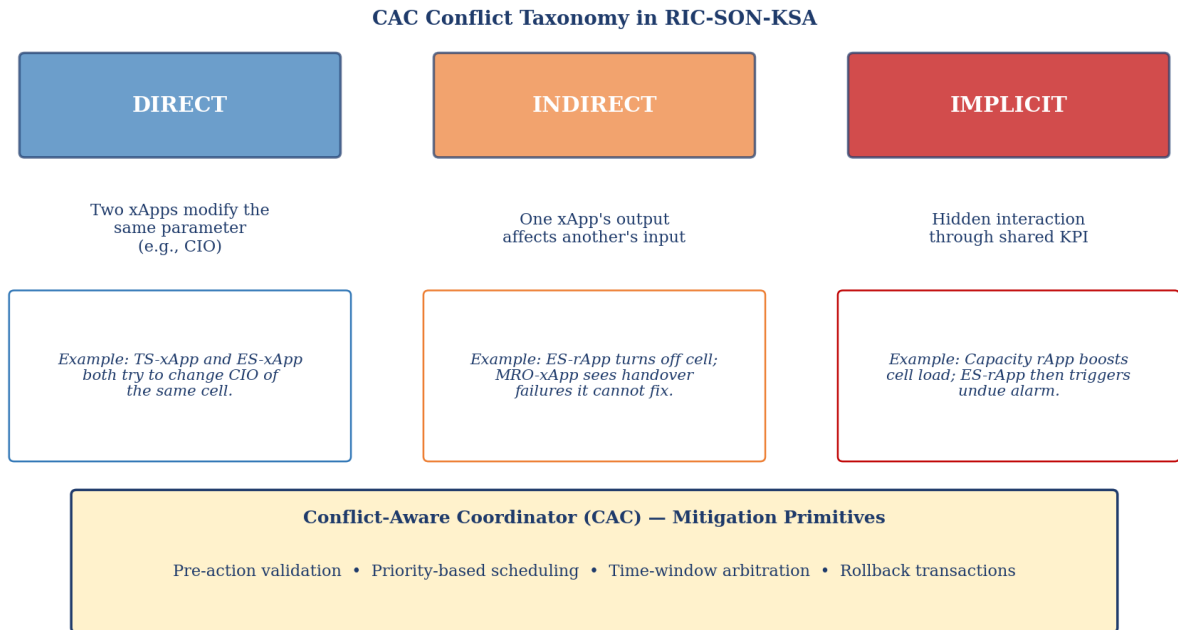 CAC Conflict Taxonomy in RIC-SON-KSA
DIRECT
Two xApps modify the
same parameter
(e.g., CIO)
Example: TS-xApp and ES-xApp
both try to change CIO of
the same cell.
INDIRECT
One xApp's output
affects another's input
Example: ES-rApp turns off cell;
MRO-xApp sees handover
failures it cannot fix.
IMPLICIT
Hidden interaction
through shared KPI
Example: Capacity rApp boosts
cell load; ES-rApp then triggers
undue alarm.
Conflict-Aware Coordinator (CAC) — Mitigation Primitives
Pre-action validation • Priority-based scheduling • Time-window arbitration • Rollback transactions